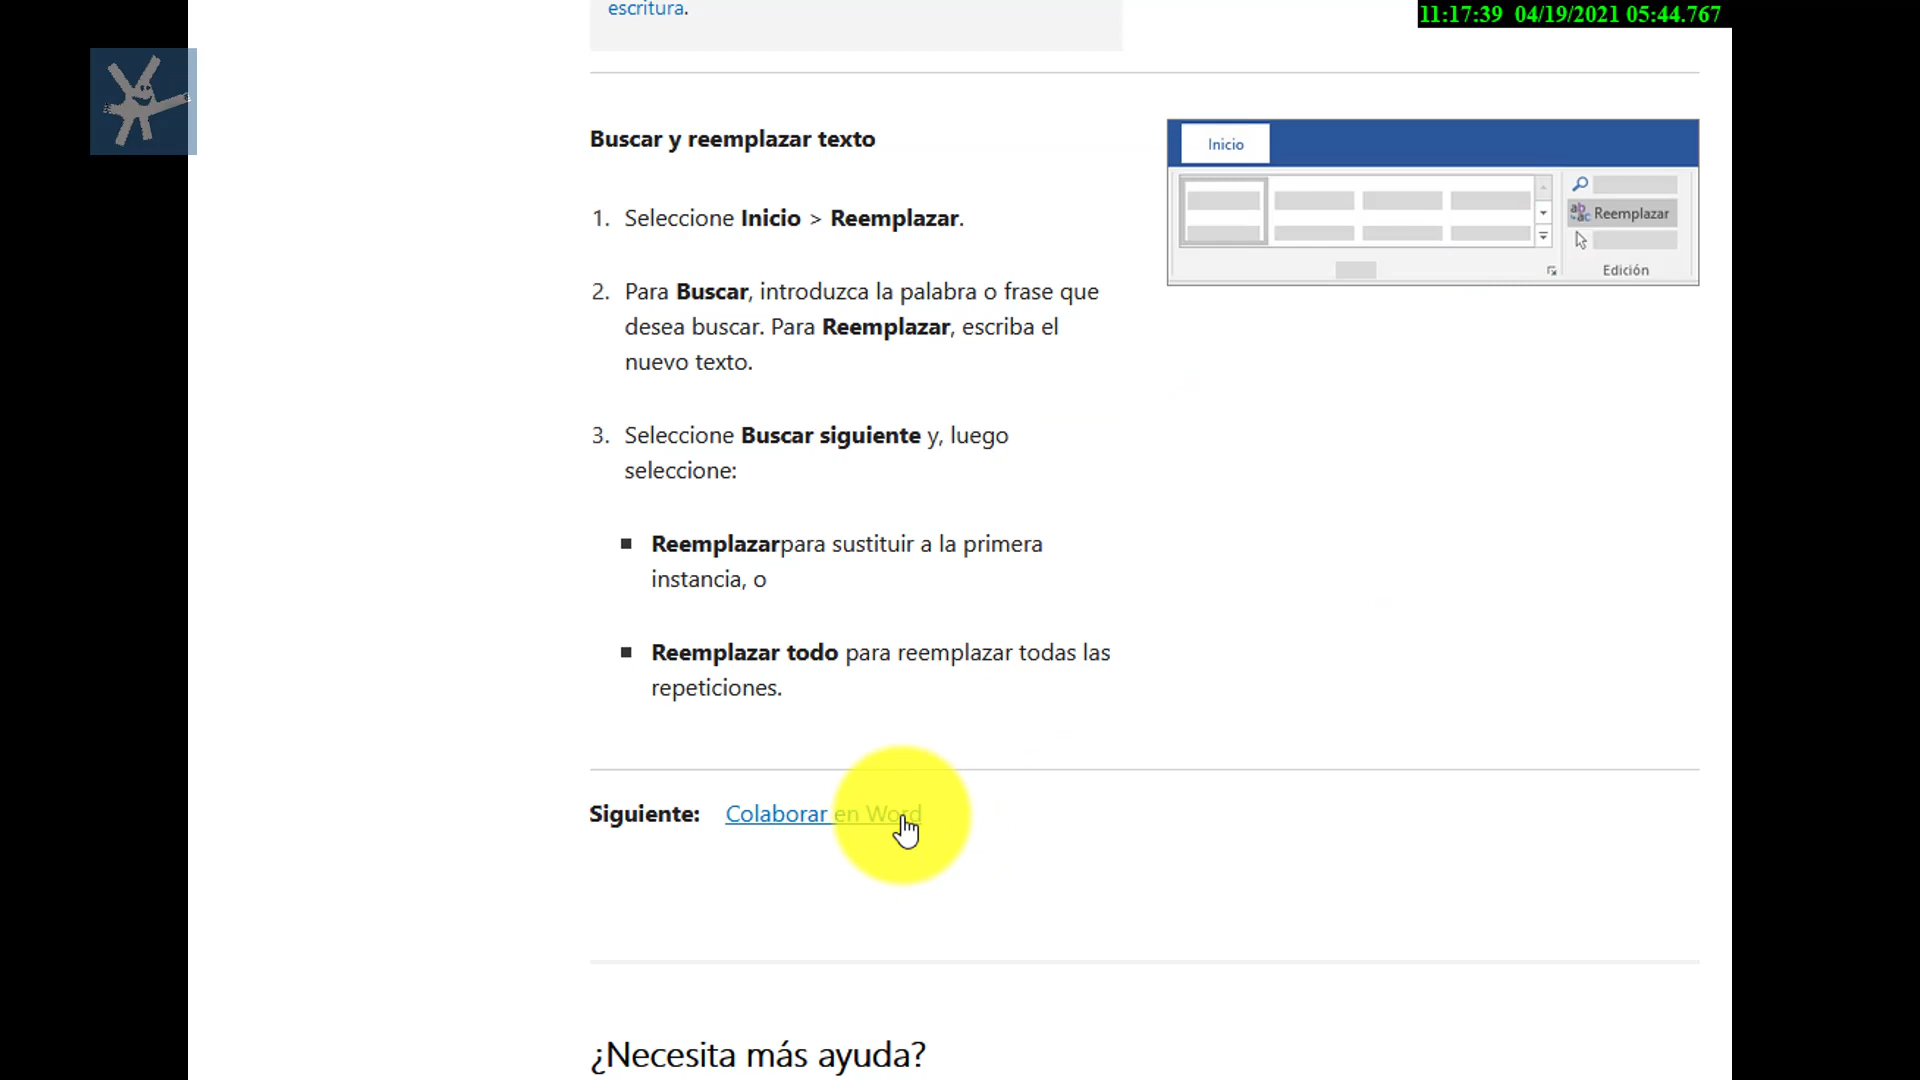 escritura.
11:17:39 04/19/2021 05:44.767
Buscar y reemplazar texto
1. Seleccione Inicio > Reemplazar.
2. Para Buscar, introduzca la palabra o frase que
desea buscar. Para Reemplazar, escriba el
nuevo texto.
3. Seleccione Buscar siguiente y, luego
seleccione:
■ Reemplazarpara sustituir a la primera
instancia, o
■ Reemplazar todo para reemplazar todas las
repeticiones.
Inicio
ab
ac Reemplazar
Edición
Siguiente: Colaborar en Word
¿Necesita más ayuda?